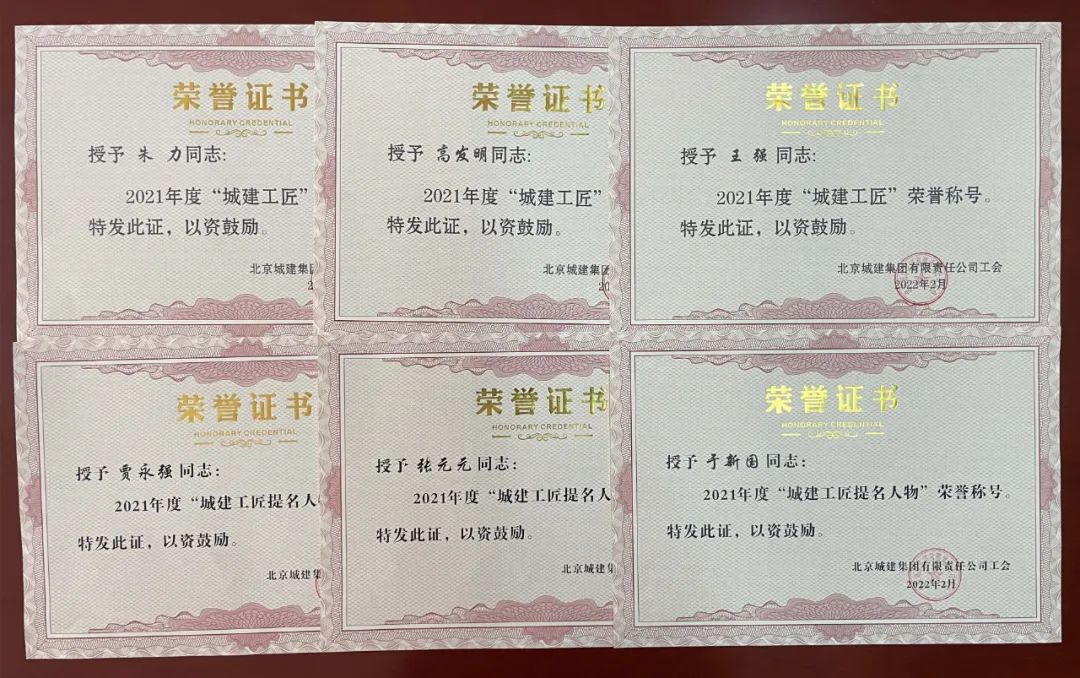 荣誉证书
HONORARY CREDENTIAL
授予 朱 力 同志:
2021年度“城建工匠”
特发此证，以资鼓励。
北京城建集团
2
荣誉证书
HONORARY CREDENTIAL
授予 高发明 同志:
2021年度“城建工匠”
特发此证，以资鼓励。
北京城建集团
20
荣誉证书
HONORARY CREDENTIAL
授予 王 强 同志:
2021年度“城建工匠”荣誉称号。
特发此证，以资鼓励。
北京城建集团有限责任公司工会
2022年2月
荣誉证书
HONORARY CREDENTIAL
授予 贾永强 同志:
2021年度“城建工匠提名人物
特发此证，以资鼓励。
北京城建集
荣誉证书
HONORARY CREDENTIAL
授予 张元元 同志:
2021年度“城建工匠提名人
特发此证，以资鼓励。
北京城建集
荣誉证书
HONORARY CREDENTIAL
授予 于新国 同志:
2021年度“城建工匠提名人物”荣誉称号。
特发此证，以资鼓励。
北京城建集团有限责任公司工会
2022年2月